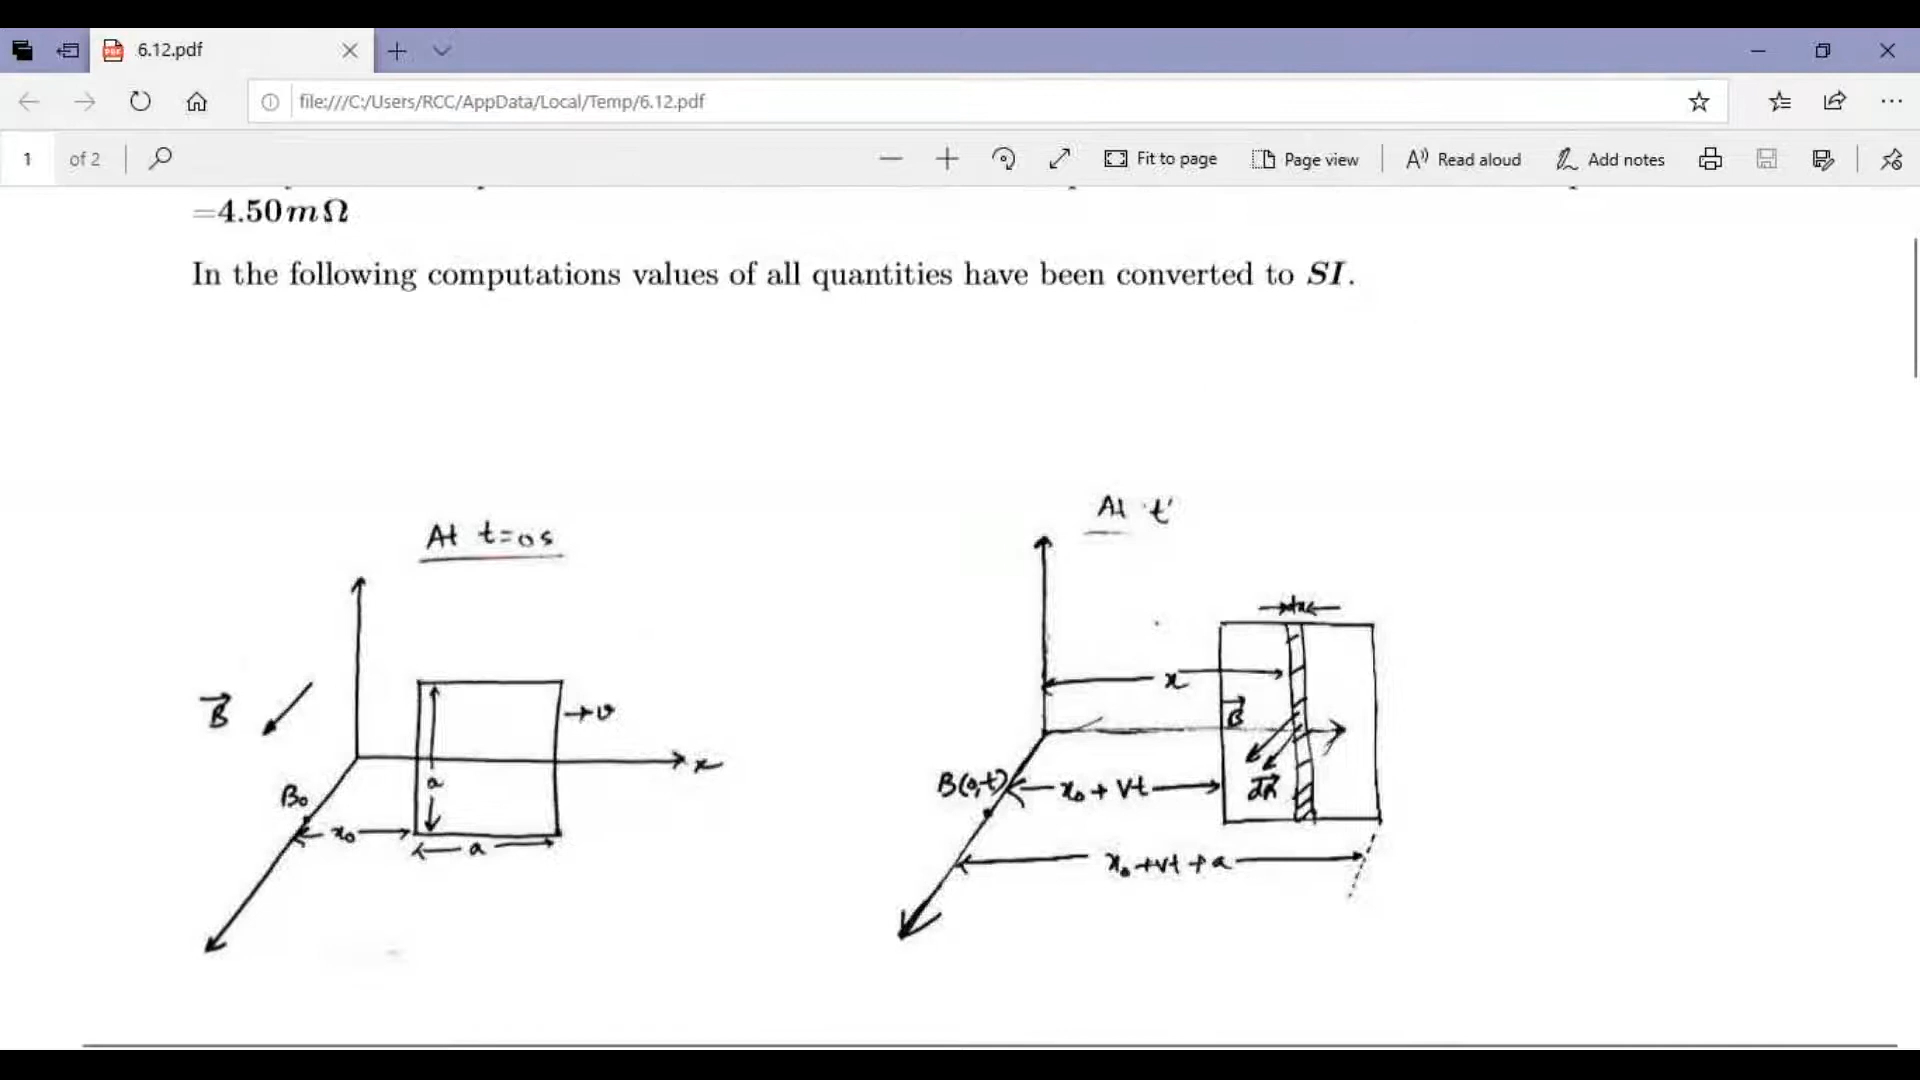 6.12.pdf
file:///C:/Users/RCC/AppData/Local/Temp/6.12.pdf
1 of 2
Fit to page
Page view
Read aloud
Add notes
=4.50mΩ
In the following computations values of all quantities have been converted to SI.
At t=0s
B
v
a
x
B₀
x₀
a
At t'
dx
x
B
B(0,t)
x₀ + vt
x₀ + vt + a